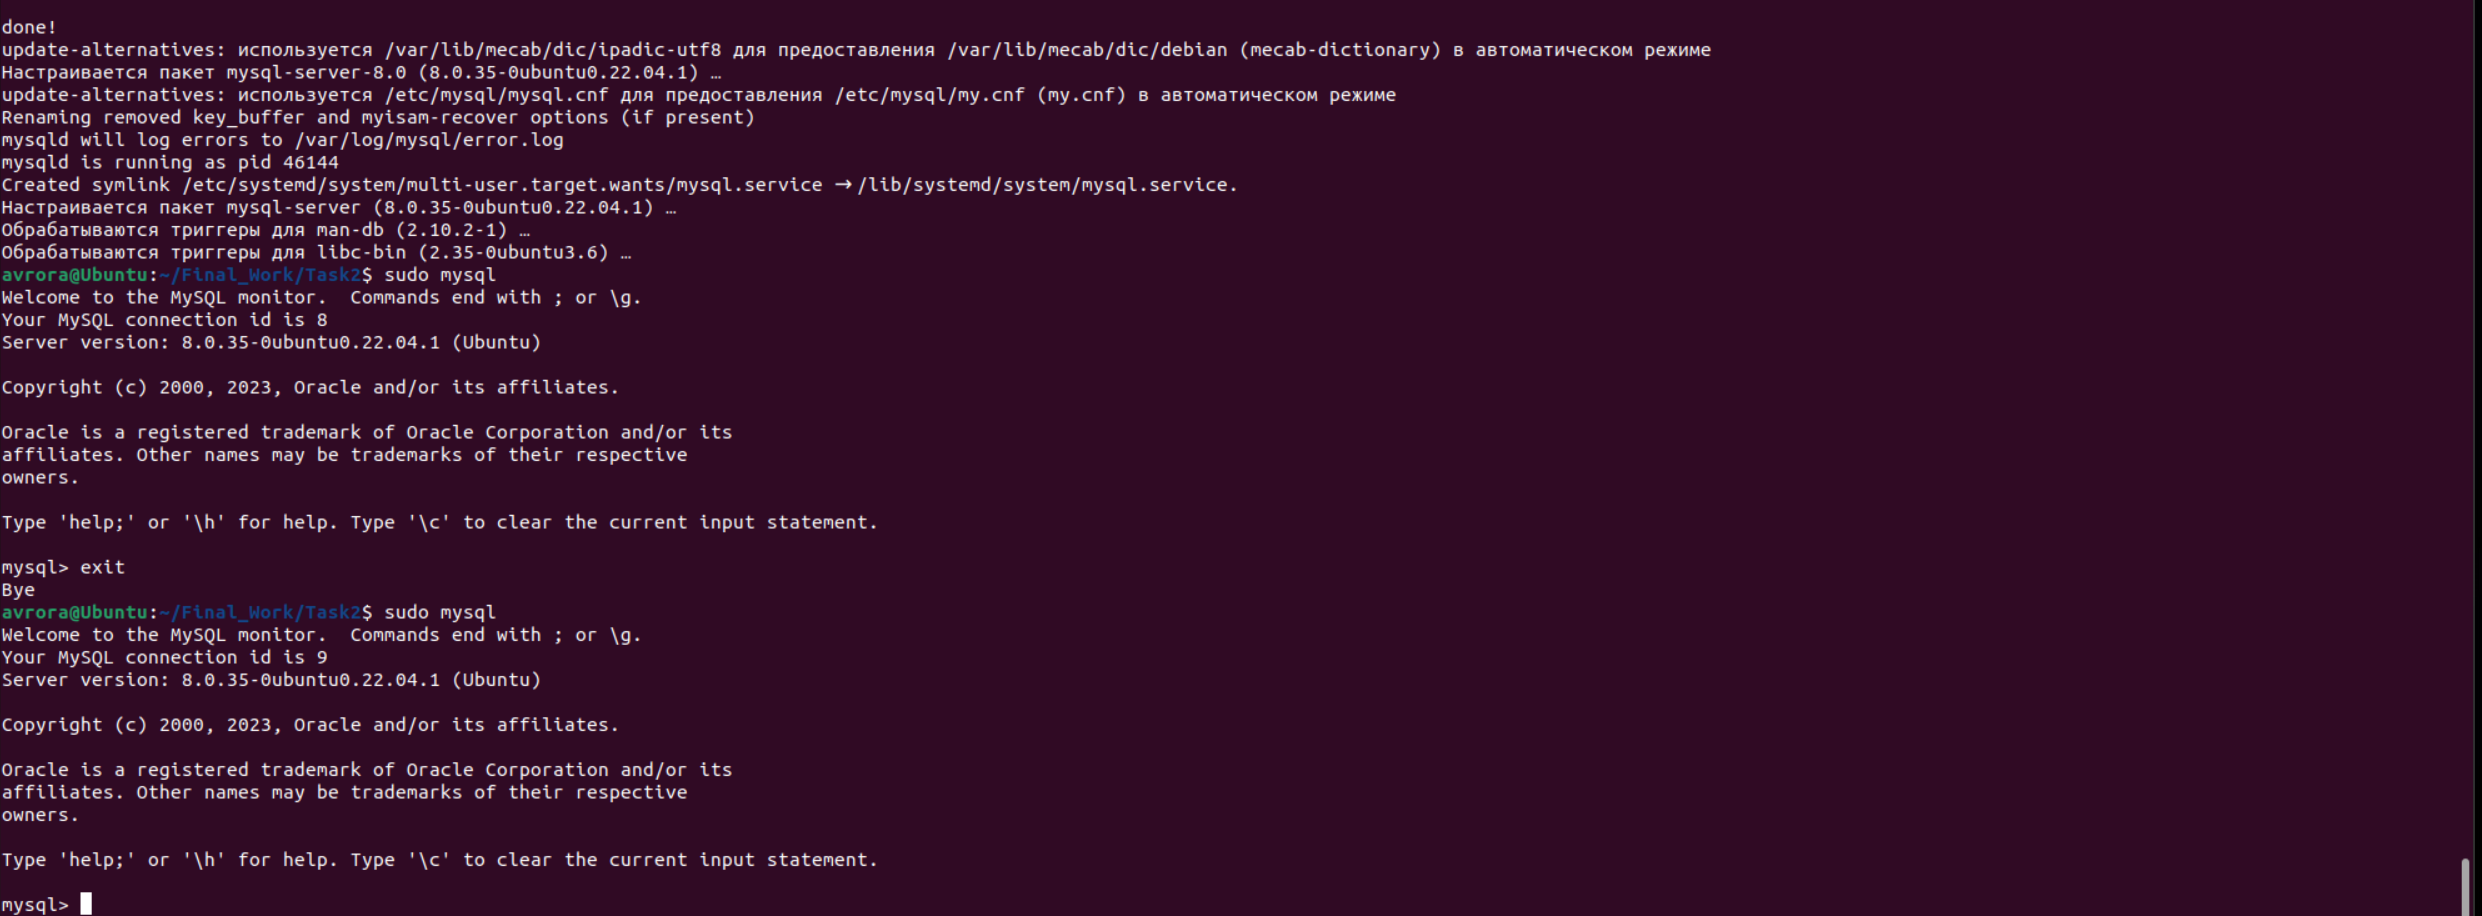 done!
update-alternatives: используется /var/lib/mecab/dic/ipadic-utf8 для предоставления /var/lib/mecab/dic/debian (mecab-dictionary) в автоматическом режиме
Настраивается пакет mysql-server-8.0 (8.0.35-0ubuntu0.22.04.1) …
update-alternatives: используется /etc/mysql/mysql.cnf для предоставления /etc/mysql/my.cnf (my.cnf) в автоматическом режиме
Renaming removed key_buffer and myisam-recover options (if present)
mysqld will log errors to /var/log/mysql/error.log
mysqld is running as pid 46144
Created symlink /etc/systemd/system/multi-user.target.wants/mysql.service → /lib/systemd/system/mysql.service.
Настраивается пакет mysql-server (8.0.35-0ubuntu0.22.04.1) …
Обрабатываются триггеры для man-db (2.10.2-1) …
Обрабатываются триггеры для libc-bin (2.35-0ubuntu3.6) …
avrora@Ubuntu:~/Final_Work/Task2$ sudo mysql
Welcome to the MySQL monitor.  Commands end with ; or \g.
Your MySQL connection id is 8
Server version: 8.0.35-0ubuntu0.22.04.1 (Ubuntu)
Copyright (c) 2000, 2023, Oracle and/or its affiliates.
Oracle is a registered trademark of Oracle Corporation and/or its
affiliates. Other names may be trademarks of their respective
owners.
Type 'help;' or '\h' for help. Type '\c' to clear the current input statement.
mysql> exit
Bye
avrora@Ubuntu:~/Final_Work/Task2$ sudo mysql
Welcome to the MySQL monitor.  Commands end with ; or \g.
Your MySQL connection id is 9
Server version: 8.0.35-0ubuntu0.22.04.1 (Ubuntu)
Copyright (c) 2000, 2023, Oracle and/or its affiliates.
Oracle is a registered trademark of Oracle Corporation and/or its
affiliates. Other names may be trademarks of their respective
owners.
Type 'help;' or '\h' for help. Type '\c' to clear the current input statement.
mysql>